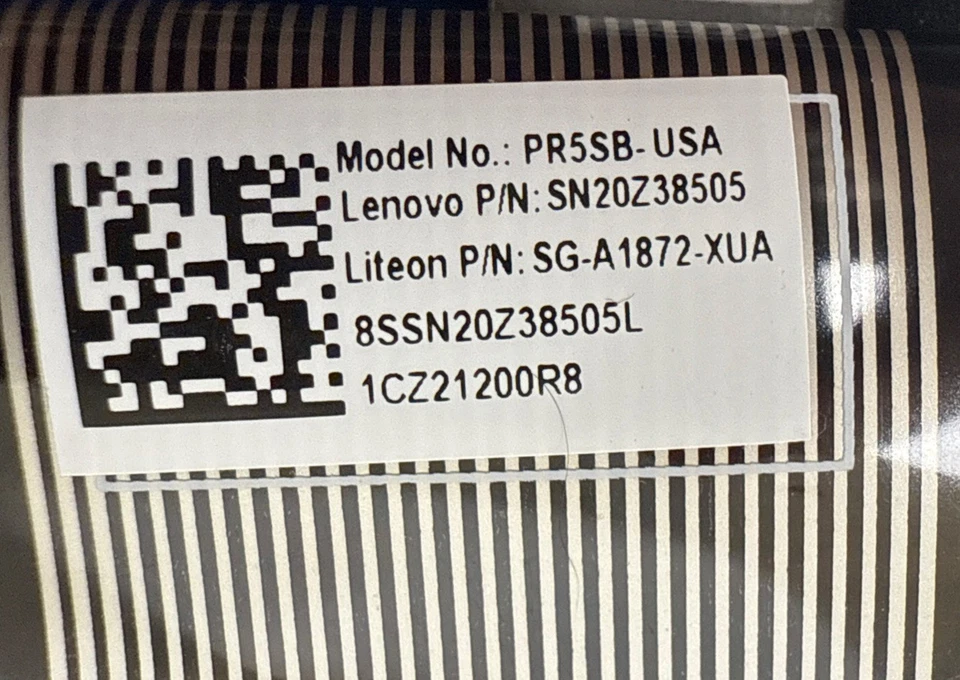 Model No.: PR5SB-USA
Lenovo P/N: SN20Z38505
Liteon P/N: SG-A1872-XUA
8SSN20Z38505L
1CZ21200R8